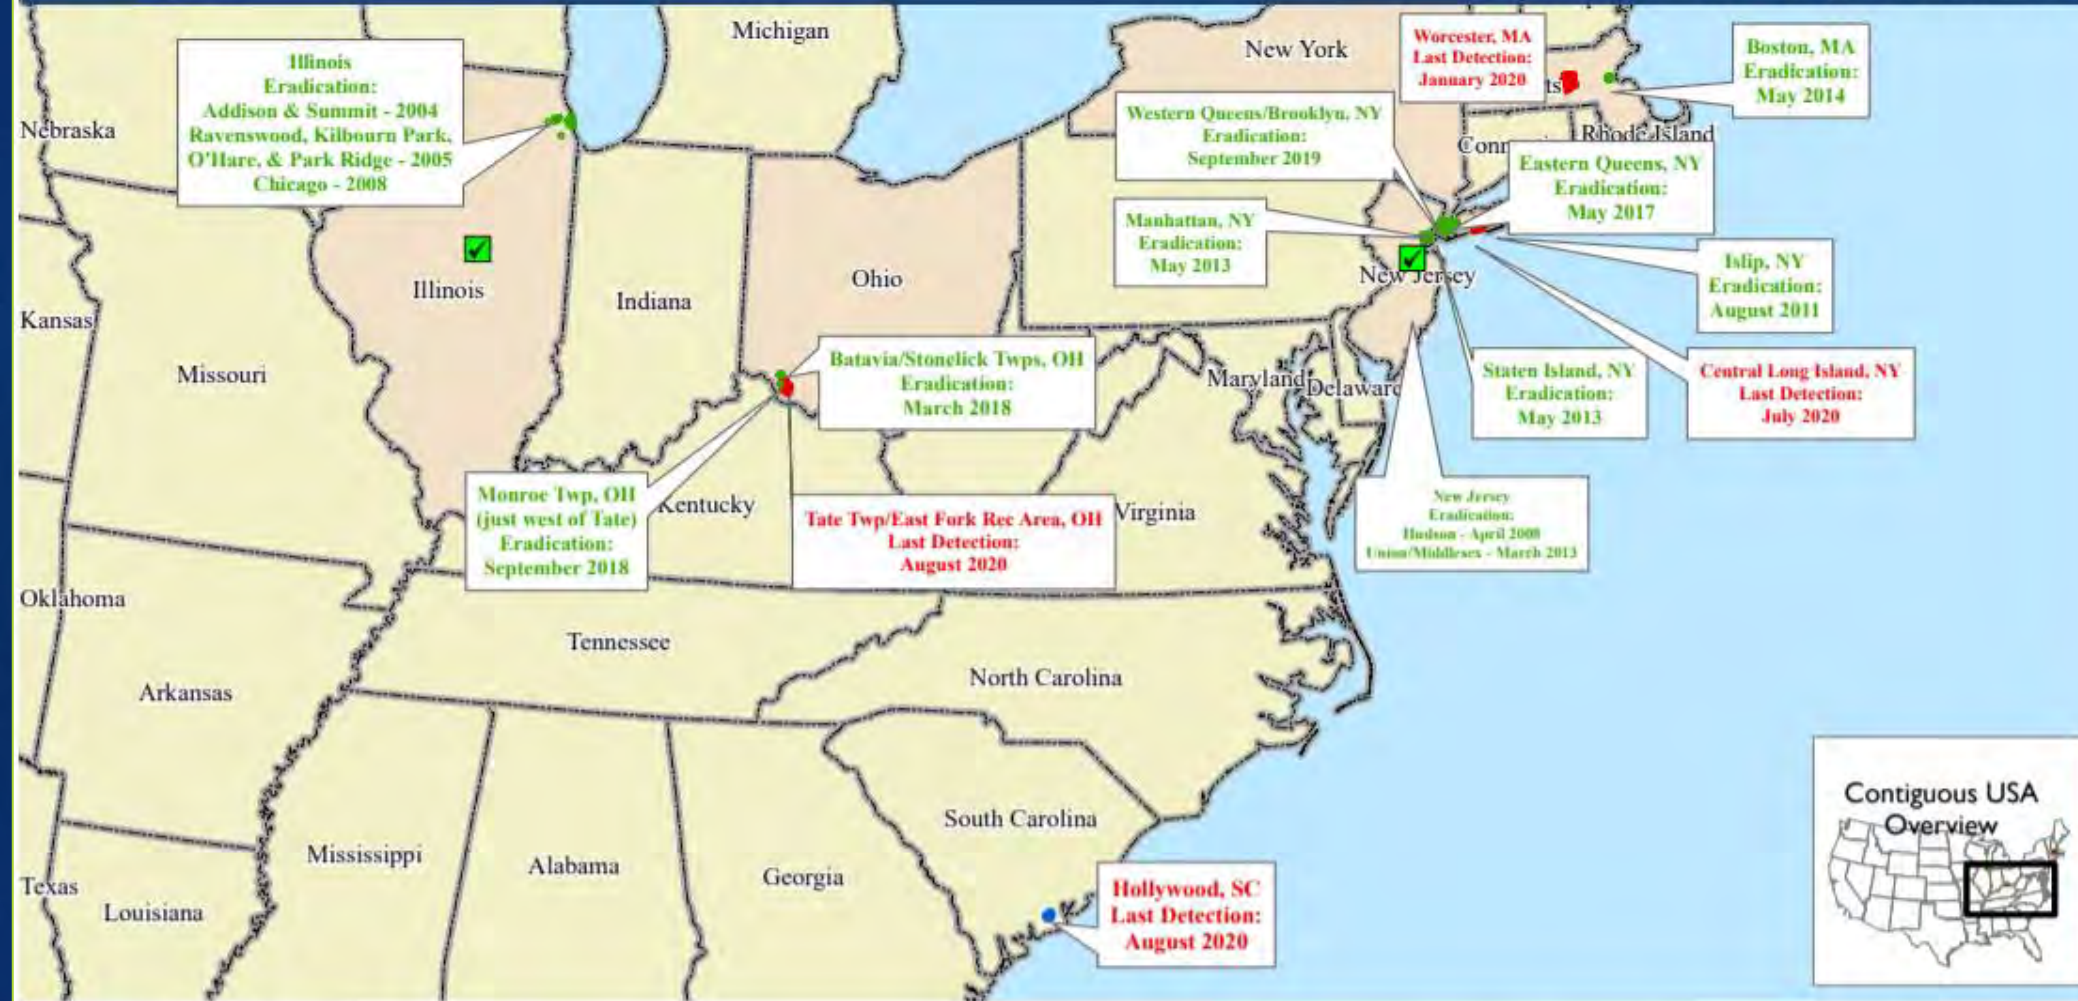 Michigan
New York
Worcester, MA
Last Detection:
January 2020
Boston, MA
Eradication:
May 2014
Illinois
Eradication:
Addison & Summit - 2004
Ravenswood, Kilbourn Park,
O'Hare, & Park Ridge - 2005
Chicago - 2008
Nebraska
ts
Western Queens/Brooklyn, NY
Eradication:
September 2019
Conn
Rhode Island
Eastern Queens, NY
Eradication:
May 2017
Manhattan, NY
Eradication:
May 2013
New Jersey
Islip, NY
Eradication:
August 2011
Illinois
Indiana
Ohio
Kansas
Missouri
Batavia/Stonelick Twps, OH
Eradication:
March 2018
Maryland
Delaware
Staten Island, NY
Eradication:
May 2013
Central Long Island, NY
Last Detection:
July 2020
Monroe Twp, OH
(just west of Tate)
Eradication:
September 2018
Kentucky
Tate Twp/East Fork Rec Area, OH
Last Detection:
August 2020
Virginia
New Jersey
Eradication:
Hudson - April 2008
Union/Middlesex - March 2013
Oklahoma
Tennessee
North Carolina
Arkansas
South Carolina
Mississippi
Alabama
Georgia
Texas
Louisiana
Hollywood, SC
Last Detection:
August 2020
Contiguous USA
Overview